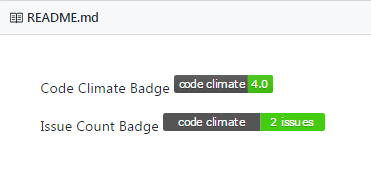 README.md
Code Climate Badge code climate 4.0
Issue Count Badge code climate 2 issues